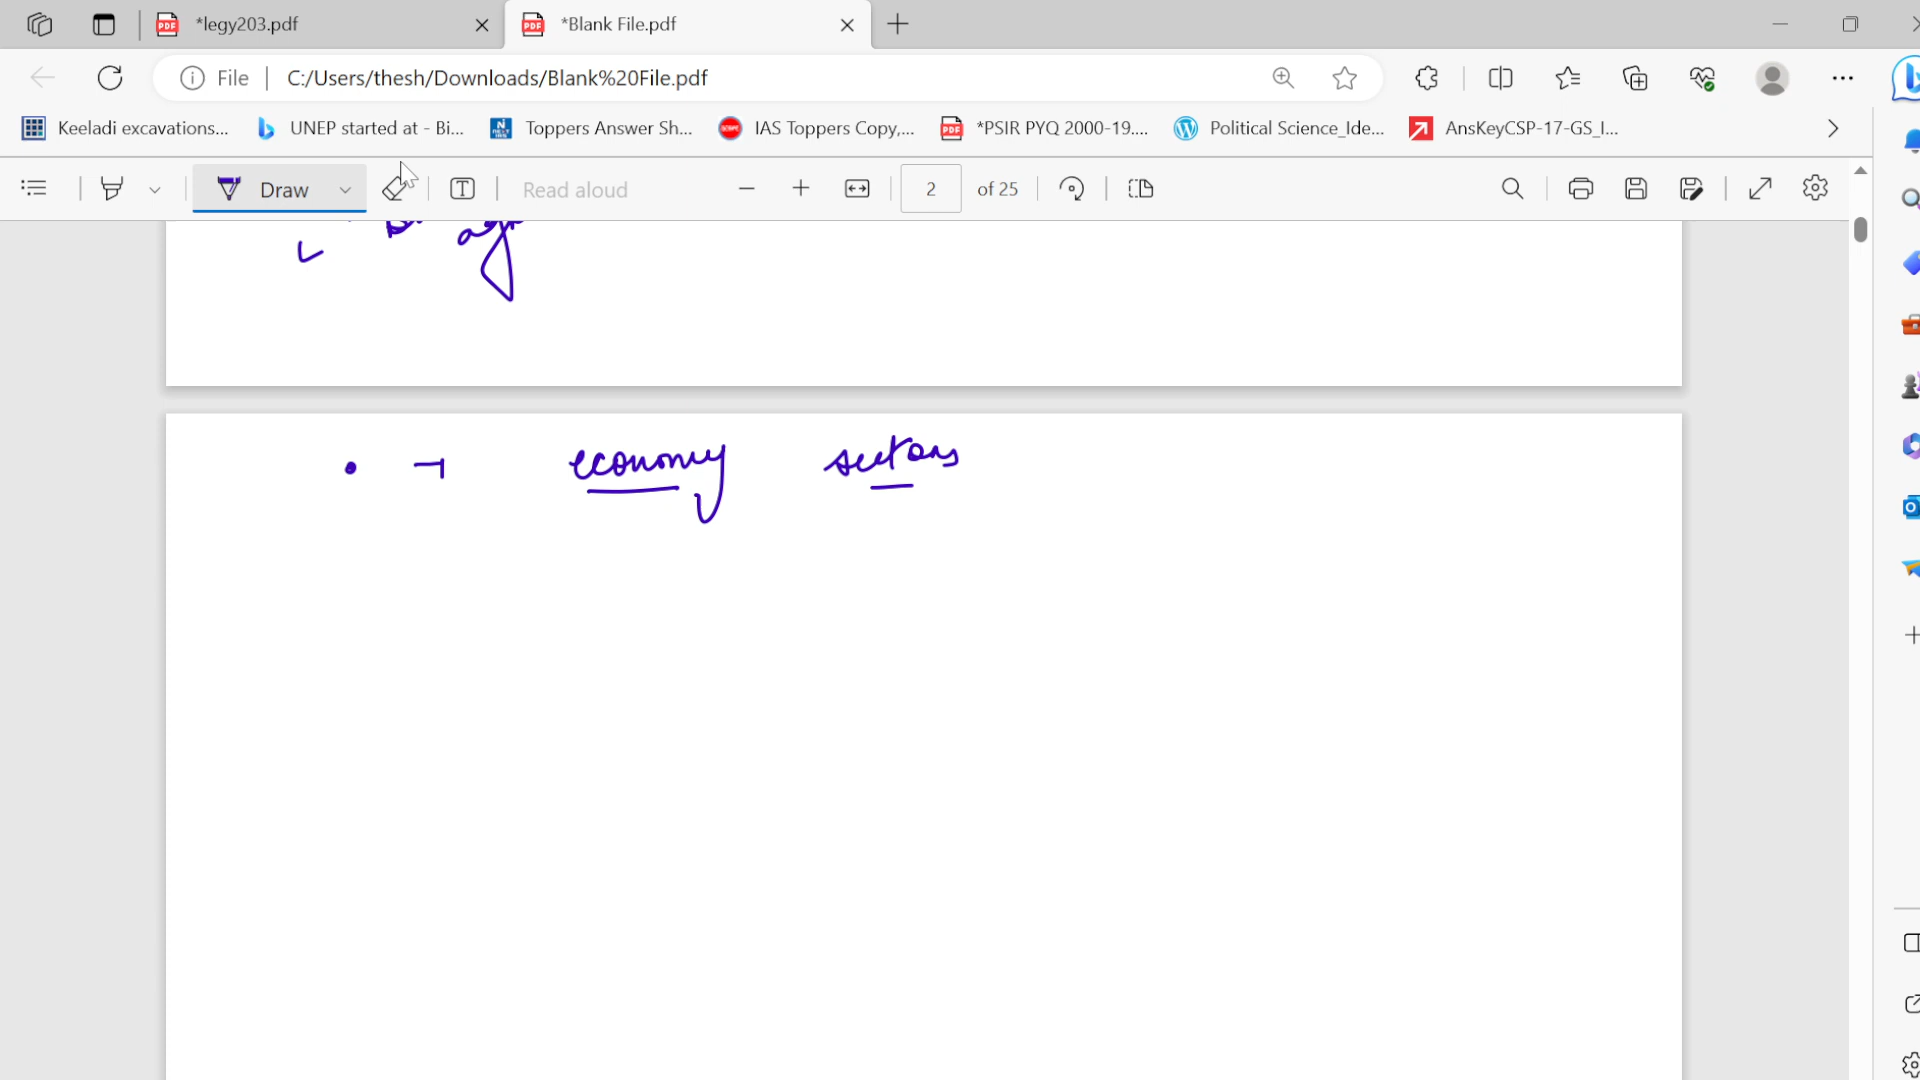 *legy203.pdf
*Blank File.pdf
File
C:/Users/thesh/Downloads/Blank%20File.pdf
Keeladi excavations...
UNEP started at - Bi...
Toppers Answer Sh...
IAS Toppers Copy,...
*PSIR PYQ 2000-19....
Political Science_Ide...
AnsKeyCSP-17-GS_I...
Draw
Read aloud
2
of 25
economy sectors